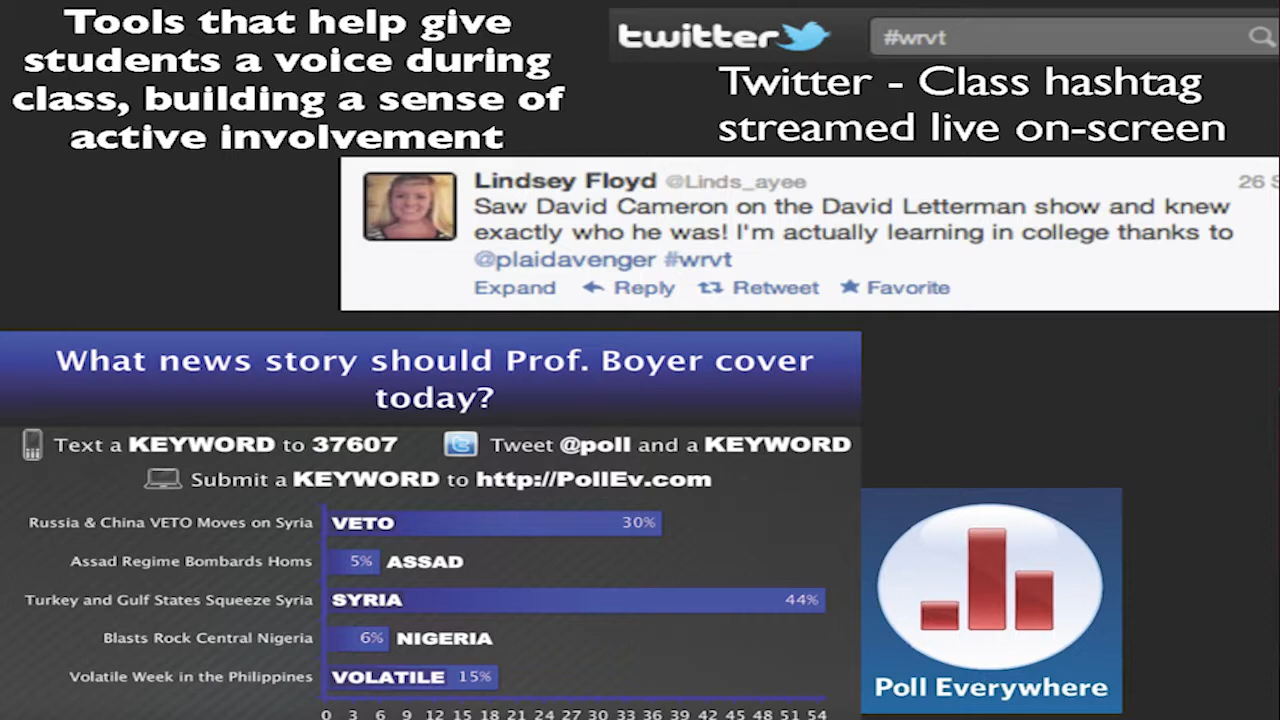 Tools that help give
students a voice during
class, building a sense of
active involvement
twitter
#wrvt
Twitter - Class hashtag
streamed live on-screen
Lindsey Floyd @Linds_ayee
26 S
Saw David Cameron on the David Letterman show and knew
exactly who he was! I'm actually learning in college thanks to
@plaidavenger #wrvt
Expand Reply Retweet Favorite
What news story should Prof. Boyer cover
today?
Text a KEYWORD to 37607
Tweet @poll and a KEYWORD
Submit a KEYWORD to http://PollEv.com
Russia & China VETO Moves on Syria VETO 30%
Assad Regime Bombards Homs 5% ASSAD
Turkey and Gulf States Squeeze Syria SYRIA 44%
Blasts Rock Central Nigeria 6% NIGERIA
Volatile Week in the Philippines VOLATILE 15%
0 3 6 9 12 15 18 21 24 27 30 33 36 39 42 45 48 51 54
Poll Everywhere